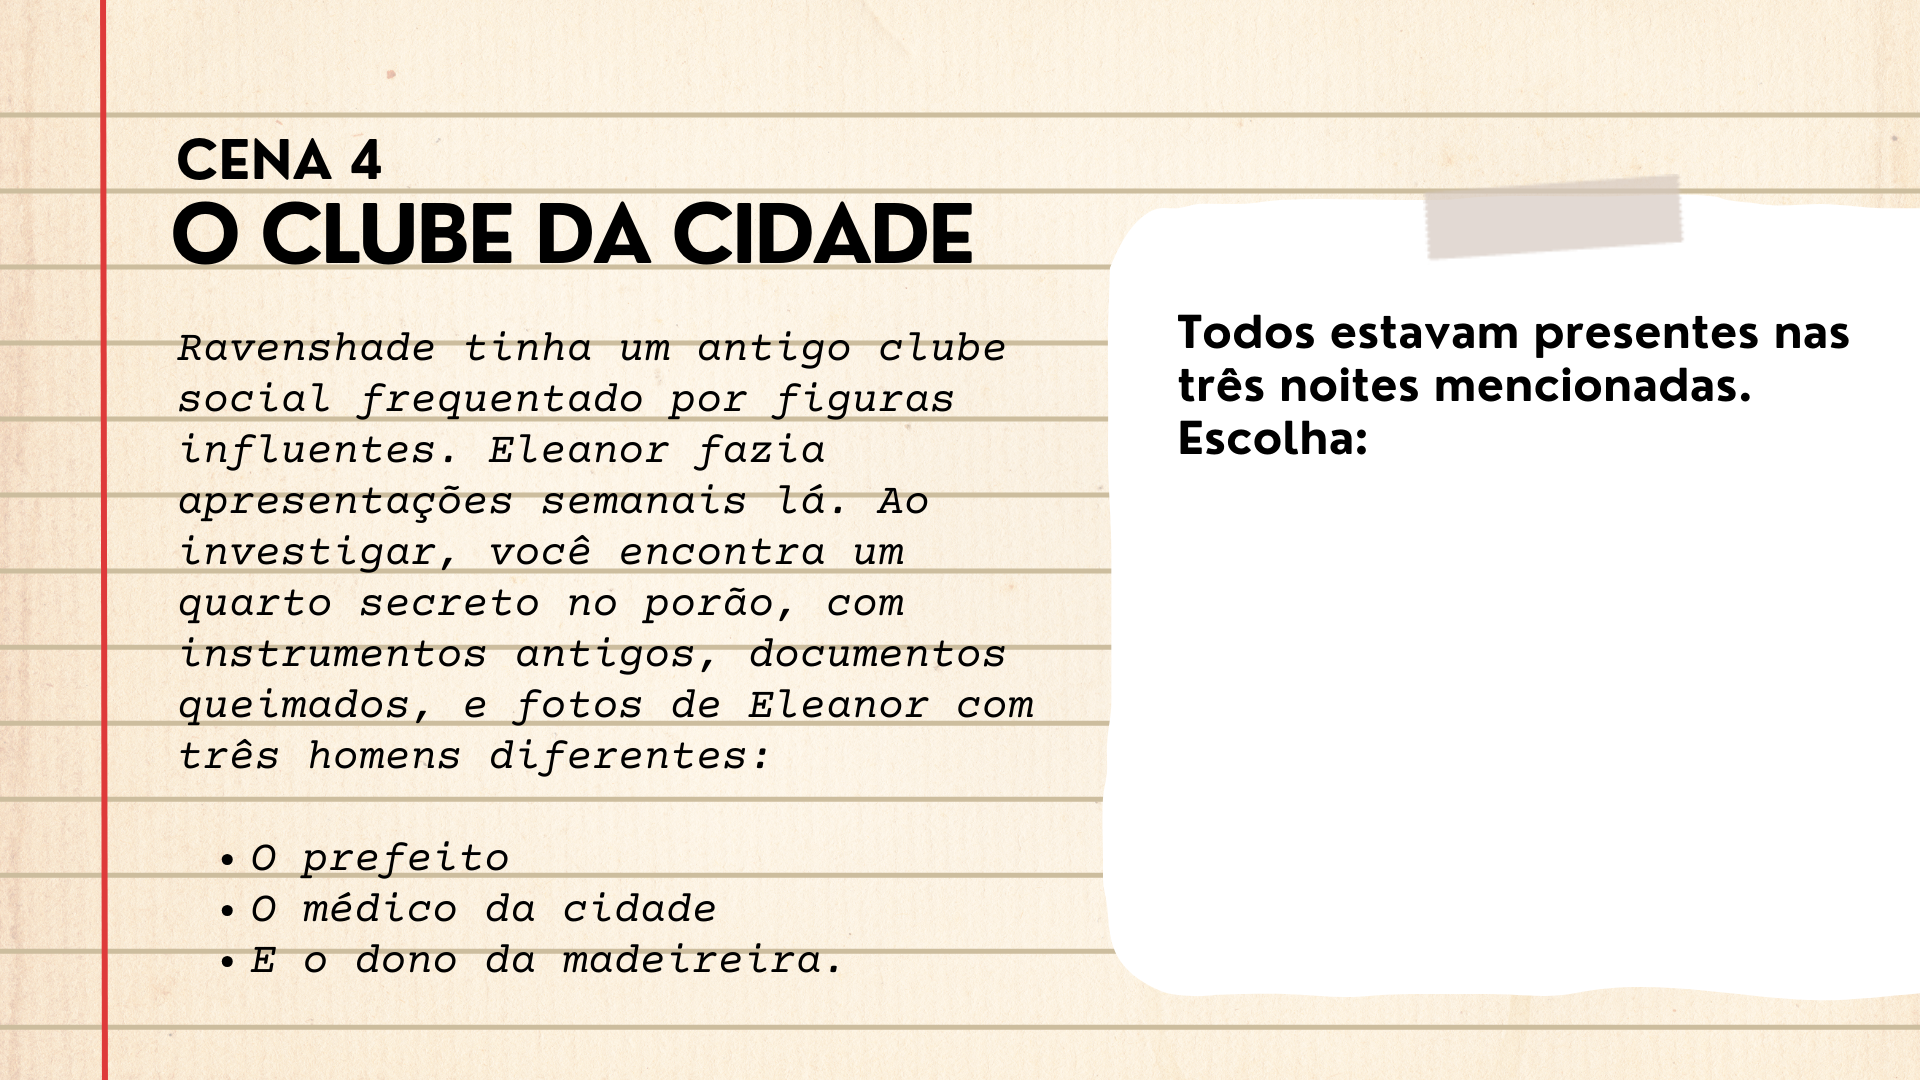 CENA 4
O CLUBE DA CIDADE
Ravenshade tinha um antigo clube
social frequentado por figuras
influentes. Eleanor fazia
apresentações semanais lá. Ao
investigar, você encontra um
quarto secreto no porão, com
instrumentos antigos, documentos
queimados, e fotos de Eleanor com
três homens diferentes:
• O prefeito
• O médico da cidade
• E o dono da madeireira.
Todos estavam presentes nas
três noites mencionadas.
Escolha: